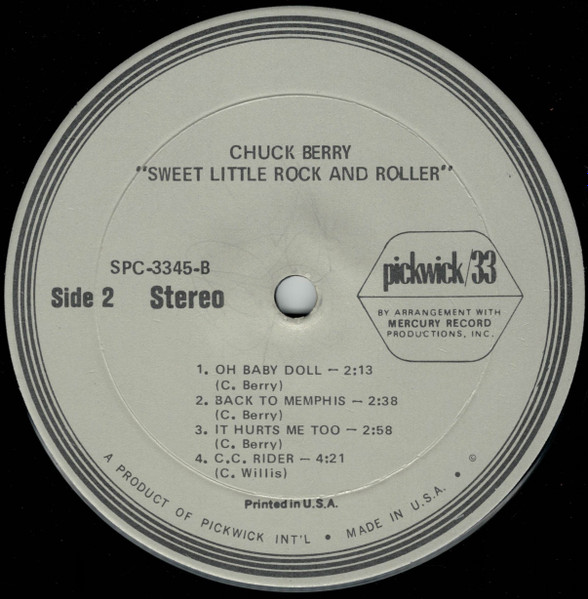 CHUCK BERRY
"SWEET LITTLE ROCK AND ROLLER"
SPC-3345-B
Side 2 Stereo
pickwick/33
BY ARRANGEMENT WITH
MERCURY RECORD
PRODUCTIONS, INC.
1. OH BABY DOLL — 2:13
(C. Berry)
2. BACK TO MEMPHIS — 2:38
(C. Berry)
3. IT HURTS ME TOO — 2:58
(C. Berry)
4. C.C. RIDER — 4:21
(C. Willis)
Printed in U.S.A.
A PRODUCT OF PICKWICK INT'L • MADE IN U.S.A. • ©